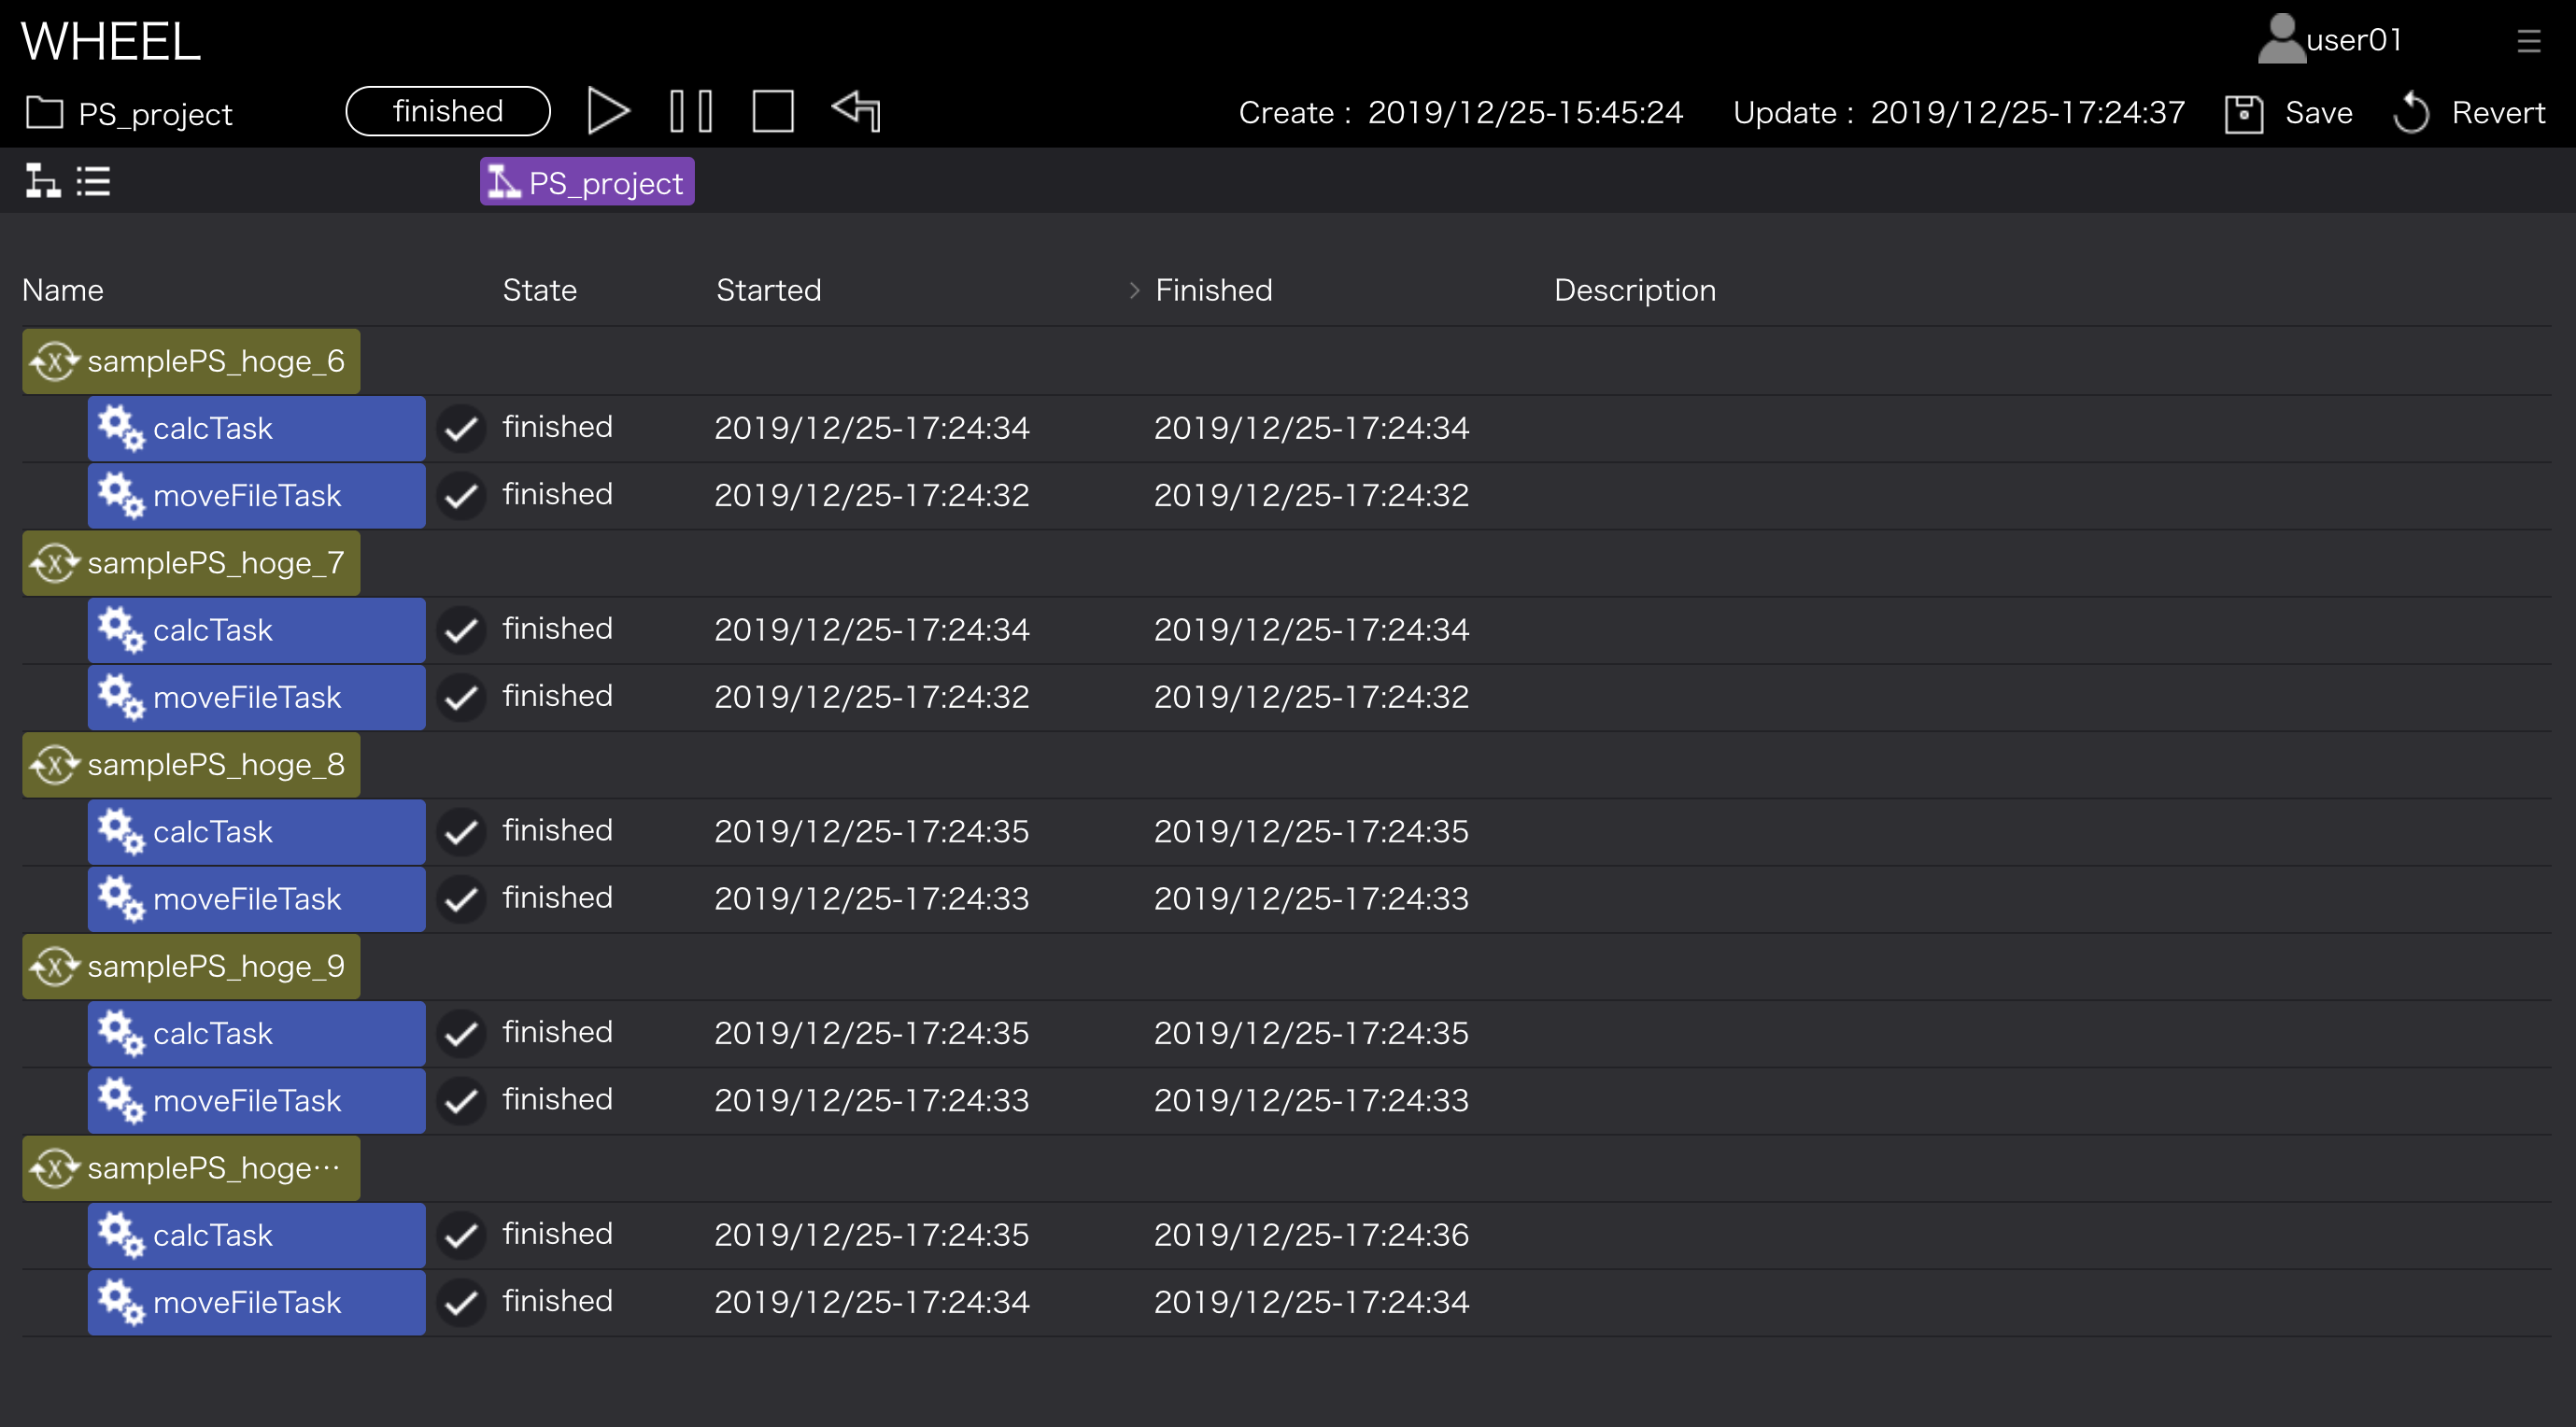 WHEEL
user01
PS_project
finished
Create : 2019/12/25-15:45:24
Update : 2019/12/25-17:24:37
Save
Revert
PS_project
Name State Started Finished Description
samplePS_hoge_6
calcTask finished 2019/12/25-17:24:34 2019/12/25-17:24:34
moveFileTask finished 2019/12/25-17:24:32 2019/12/25-17:24:32
samplePS_hoge_7
calcTask finished 2019/12/25-17:24:34 2019/12/25-17:24:34
moveFileTask finished 2019/12/25-17:24:32 2019/12/25-17:24:32
samplePS_hoge_8
calcTask finished 2019/12/25-17:24:35 2019/12/25-17:24:35
moveFileTask finished 2019/12/25-17:24:33 2019/12/25-17:24:33
samplePS_hoge_9
calcTask finished 2019/12/25-17:24:35 2019/12/25-17:24:35
moveFileTask finished 2019/12/25-17:24:33 2019/12/25-17:24:33
samplePS_hoge…
calcTask finished 2019/12/25-17:24:35 2019/12/25-17:24:36
moveFileTask finished 2019/12/25-17:24:34 2019/12/25-17:24:34